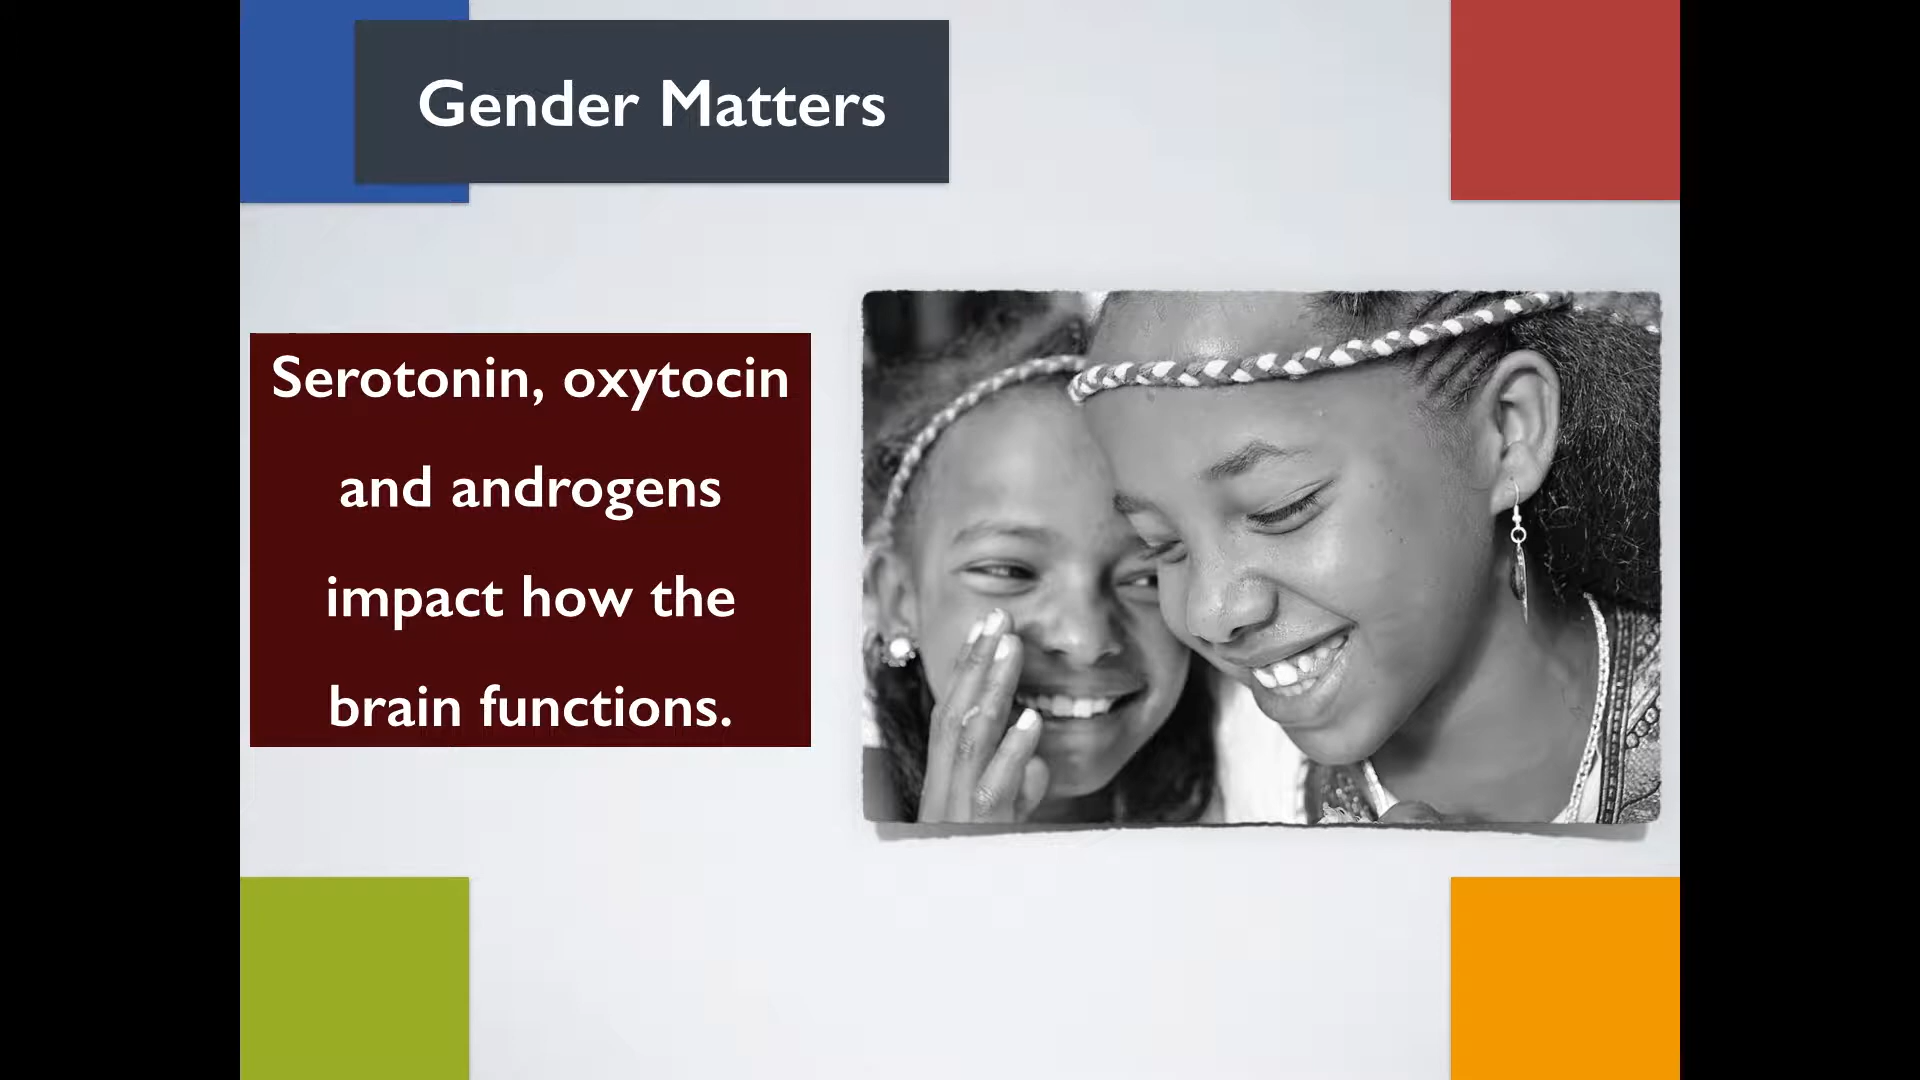 Gender Matters
Serotonin, oxytocin
and androgens
impact how the
brain functions.